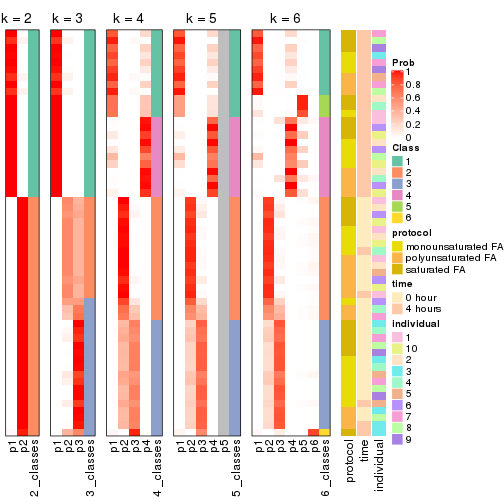 k = 2
k = 3
k = 4
k = 5
k = 6
p1
p2
2_classes
p1
p2
p3
3_classes
p1
p2
p3
p4
4_classes
p1
p2
p3
p4
p5
5_classes
p1
p2
p3
p4
p5
p6
6_classes
protocol
time
individual
Prob
1
0.8
0.6
0.4
0.2
0
Class
1
2
3
4
5
6
protocol
monounsaturated FA
polyunsaturated FA
saturated FA
time
0 hour
4 hours
individual
1
10
2
3
4
5
6
7
8
9